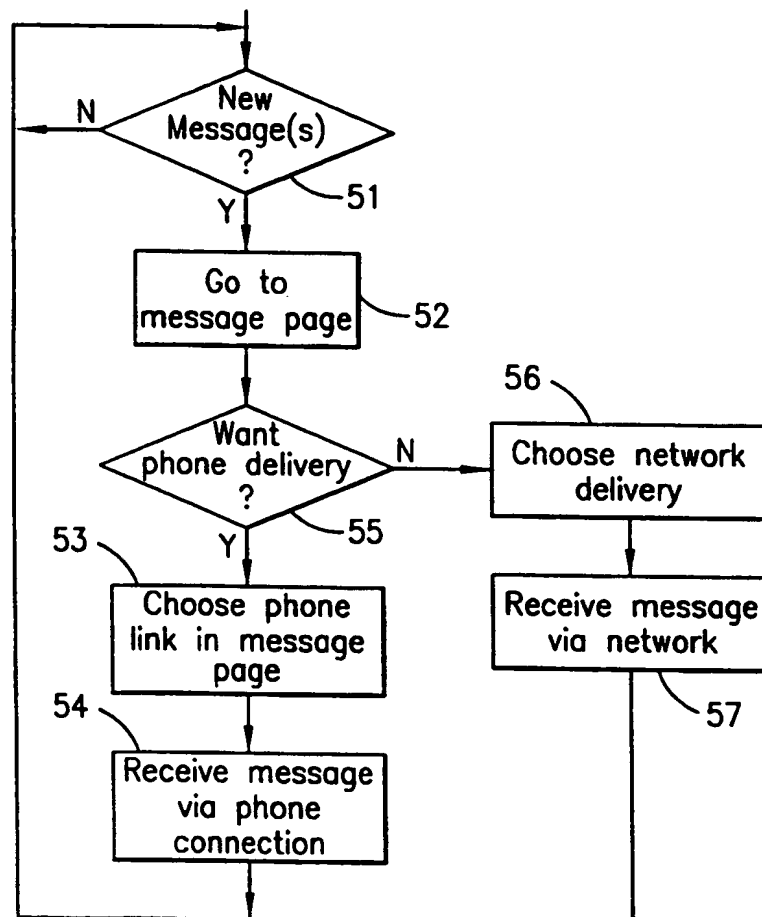 New
Message(s)
?
N
51
Y
Go to
message page
52
Want
phone delivery
?
N
55
Y
56
Choose network
delivery
53
Choose phone
link in message
page
Receive message
via network
57
54
Receive message
via phone
connection